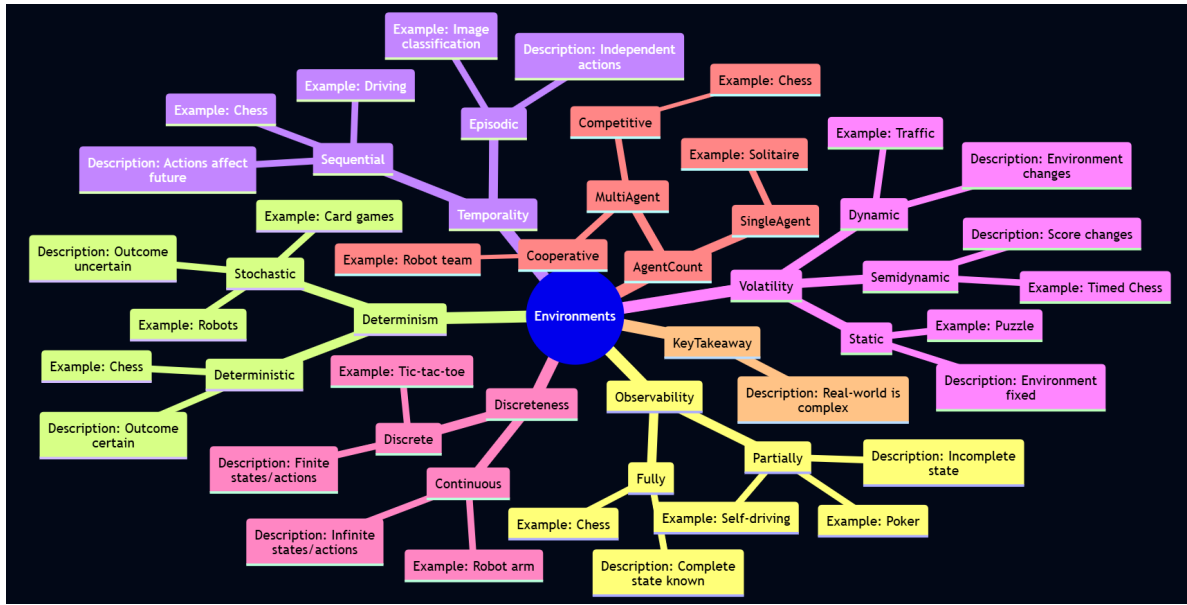 Example: Image
classification
Description: Independent
actions
Example: Driving
Example: Chess
Episodic
Sequential
Description: Actions affect
future
Temporality
Example: Chess
Competitive
Example: Solitaire
MultiAgent
SingleAgent
Cooperative
Example: Robot team
AgentCount
Example: Traffic
Description: Environment
changes
Dynamic
Description: Score changes
Semidynamic
Example: Timed Chess
Volatility
Example: Puzzle
Static
Description: Environment
fixed
Example: Card games
Description: Outcome
uncertain
Stochastic
Example: Robots
Determinism
Example: Chess
Deterministic
Description: Outcome
certain
Environments
KeyTakeaway
Description: Real-world is
complex
Example: Tic-tac-toe
Discreteness
Discrete
Description: Finite
states/actions
Continuous
Description: Infinite
states/actions
Example: Robot arm
Observability
Partially
Description: Incomplete
state
Fully
Example: Chess
Example: Self-driving
Example: Poker
Description: Complete
state known